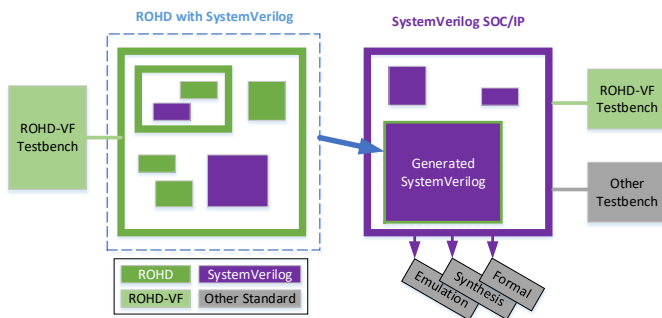 ROHD with SystemVerilog
SystemVerilog SOC/IP
ROHD-VF
Testbench
Generated
SystemVerilog
ROHD-VF
Testbench
Other
Testbench
Emulation
Synthesis
Formal
ROHD
SystemVerilog
ROHD-VF
Other Standard